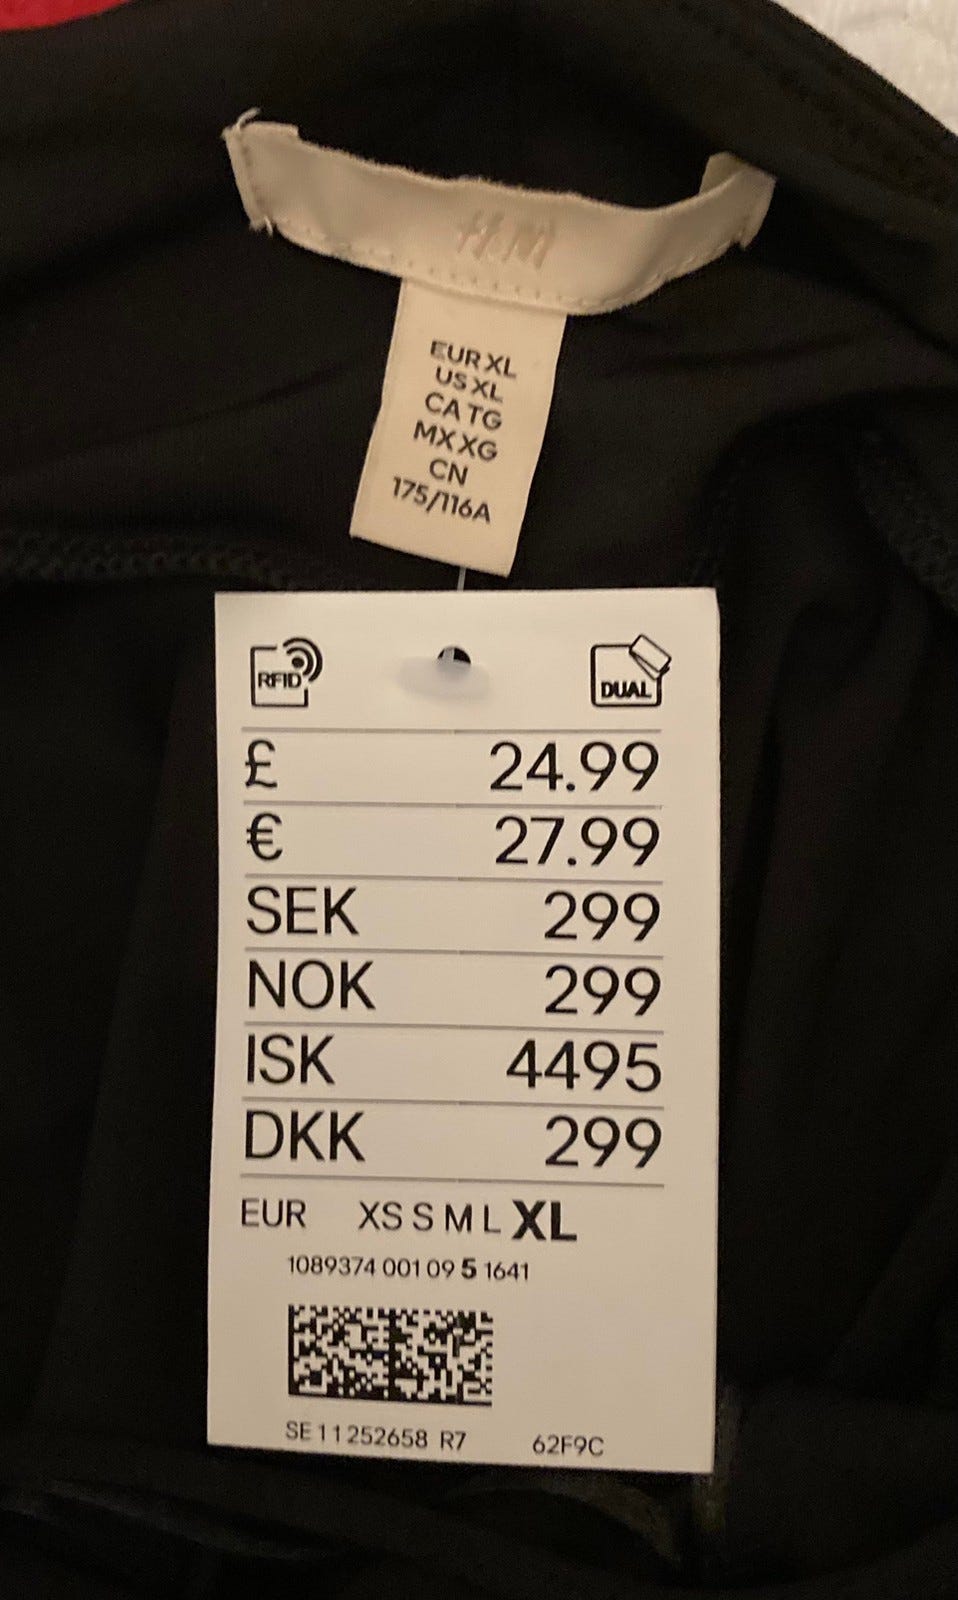 H&M
EUR XL
US XL
CA TG
MX XG
CN
175/116A
RFID
DUAL
£ 24.99
€ 27.99
SEK 299
NOK 299
ISK 4495
DKK 299
EUR XS S M L XL
1089374 001 09 5 1641
SE 11252658 R7 62F9C